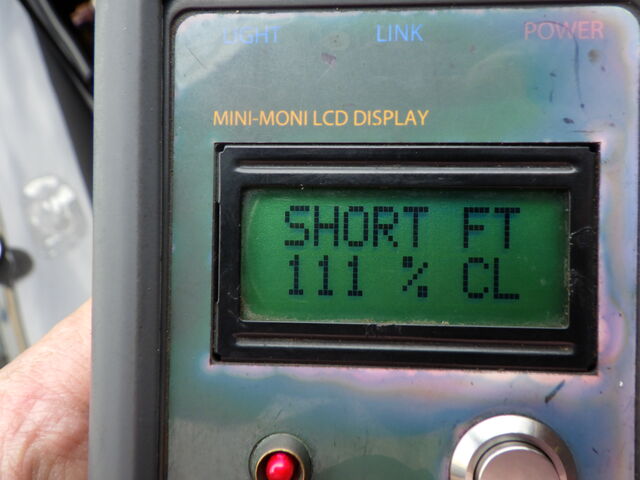 LIGHT LINK POWER
MINI-MONI LCD DISPLAY
SHORT FT
111 % CL